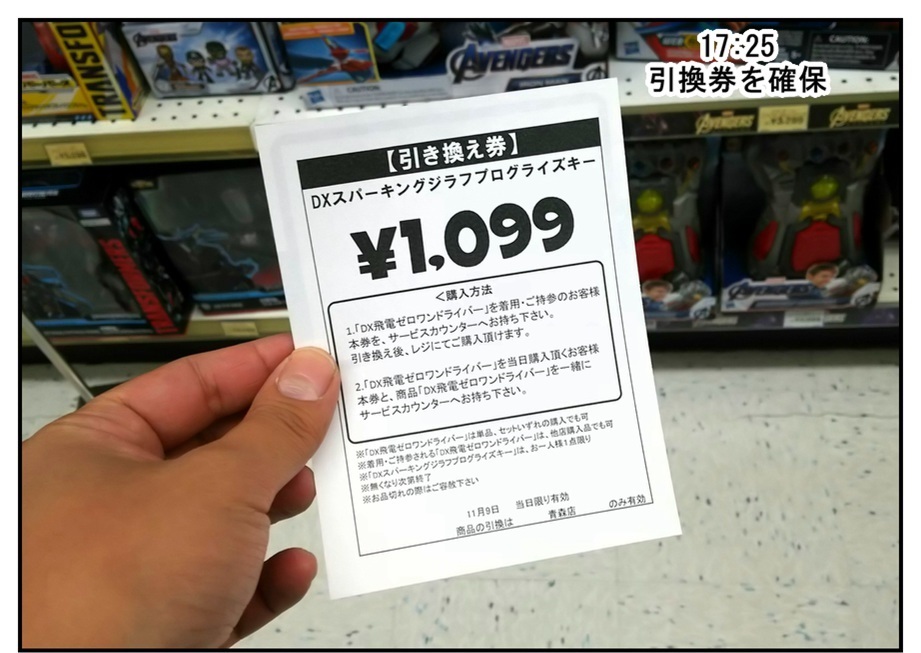 17:25
引換券を確保
TRANSFO
AVENGERS
MARVEL
AVENGERS
CAUTION:
CAUTION:
AVENGERS
AVENGERS
TRANSFORMERS
AVENGERS
【引き換え券】
DXスパーキングジラフプログライズキー
¥1,099
＜購入方法
1.「DX飛電ゼロワンドライバー」を着用・ご持参のお客様
本券を、サービスカウンターへお持ち下さい。
引き換え後、レジにてご購入頂けます。
2.「DX飛電ゼロワンドライバー」を当日購入頂くお客様
本券と、商品「DX飛電ゼロワンドライバー」を一緒に
サービスカウンターへお持ち下さい。
※「DX飛電ゼロワンドライバー」は単品、セットいずれの購入でも可
※着用・ご持参される「DX飛電ゼロワンドライバー」は、他店購入品でも可
※「DXスパーキングジラフプログライズキー」は、お一人様1点限り
※無くなり次第終了
※お品切れの際はご容赦下さい
11月9日 当日限り有効
商品の引換は 青森店 のみ有効